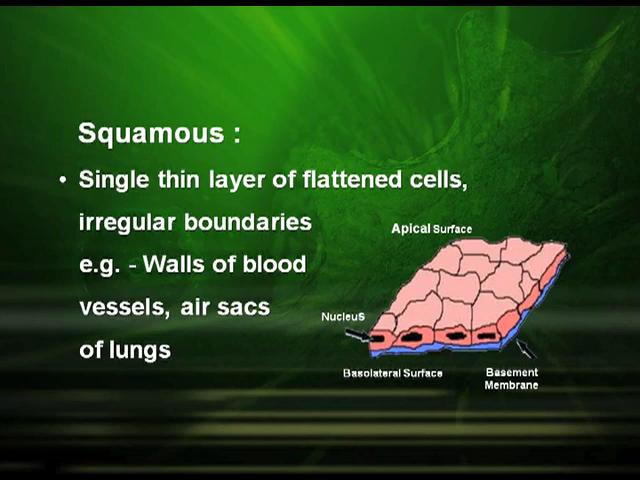 Squamous :
• Single thin layer of flattened cells,
irregular boundaries
e.g. - Walls of blood
vessels, air sacs
of lungs
Apical Surface
Nucleus
Basolateral Surface
Basement
Membrane